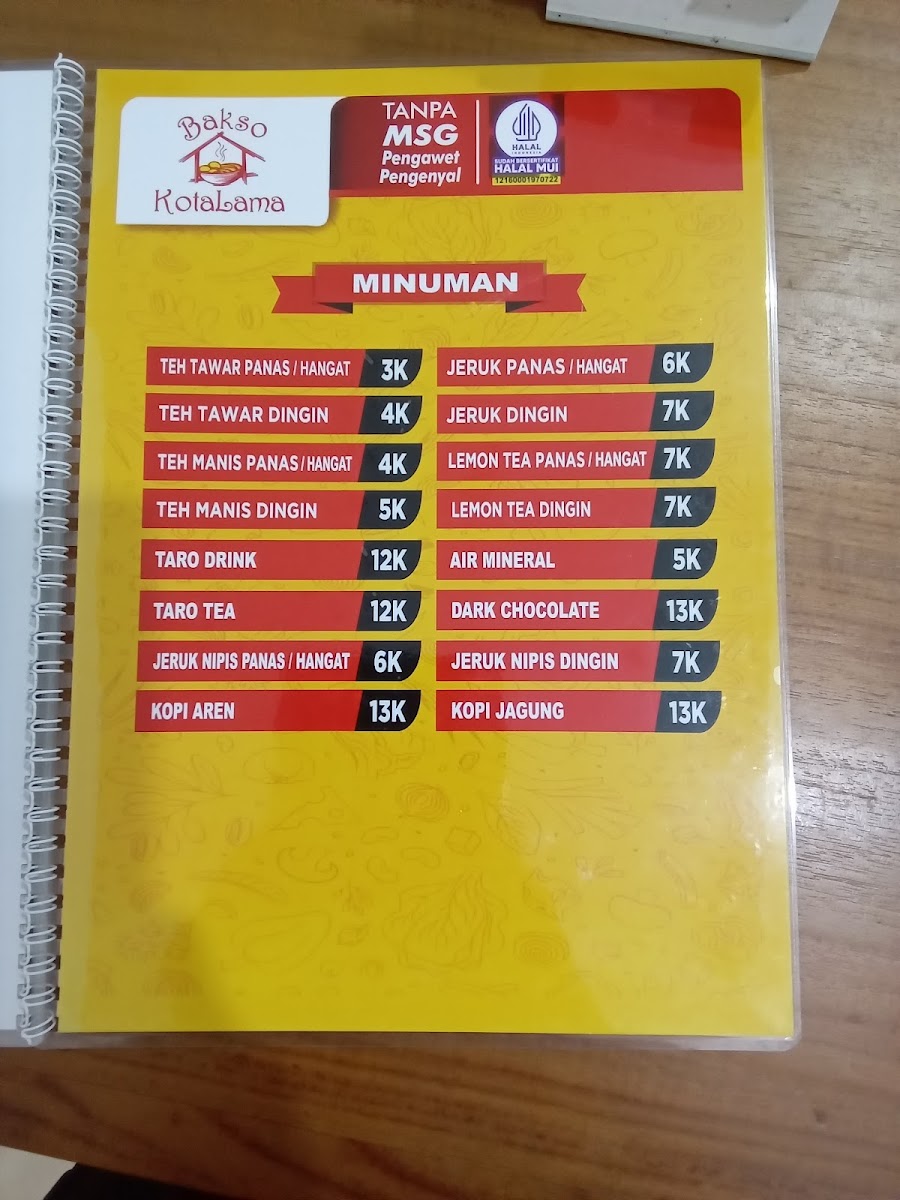 Bakso
KotaLama
TANPA
MSG
Pengawet
Pengenyal
HALAL
INDONESIA
SUDAH BERSERTIFIKAT
HALAL MUI
MINUMAN
TEH TAWAR PANAS / HANGAT 3K
TEH TAWAR DINGIN 4K
TEH MANIS PANAS / HANGAT 4K
TEH MANIS DINGIN 5K
TARO DRINK 12K
TARO TEA 12K
JERUK NIPIS PANAS / HANGAT 6K
KOPI AREN 13K
JERUK PANAS / HANGAT 6K
JERUK DINGIN 7K
LEMON TEA PANAS / HANGAT 7K
LEMON TEA DINGIN 7K
AIR MINERAL 5K
DARK CHOCOLATE 13K
JERUK NIPIS DINGIN 7K
KOPI JAGUNG 13K